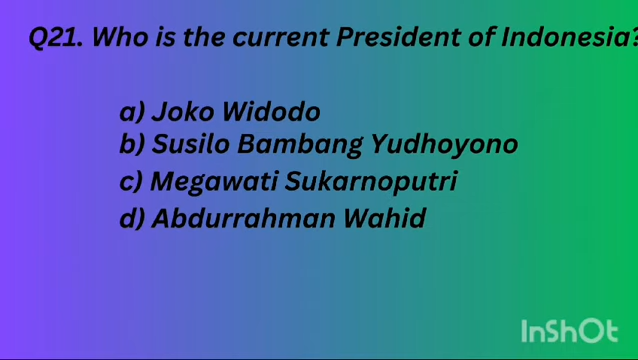 Q21. Who is the current President of Indonesia?
a) Joko Widodo
b) Susilo Bambang Yudhoyono
c) Megawati Sukarnoputri
d) Abdurrahman Wahid
InShOt